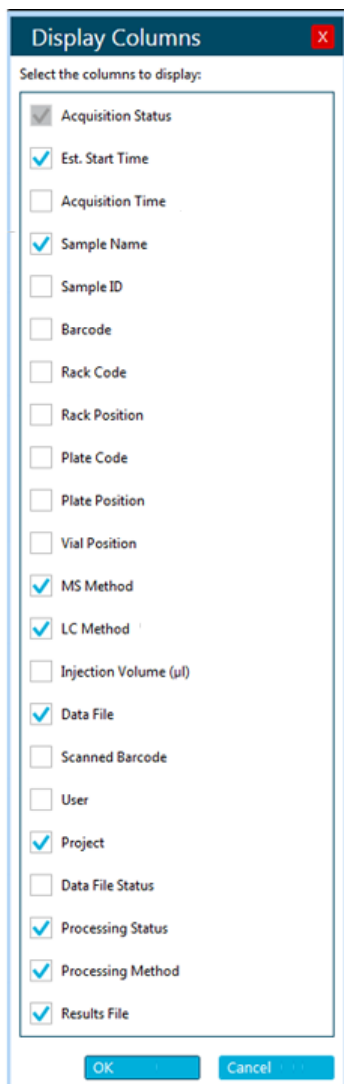 Display Columns
X
Select the columns to display:
Acquisition Status
Est. Start Time
Acquisition Time
Sample Name
Sample ID
Barcode
Rack Code
Rack Position
Plate Code
Plate Position
Vial Position
MS Method
LC Method
Injection Volume (µl)
Data File
Scanned Barcode
User
Project
Data File Status
Processing Status
Processing Method
Results File
OK Cancel